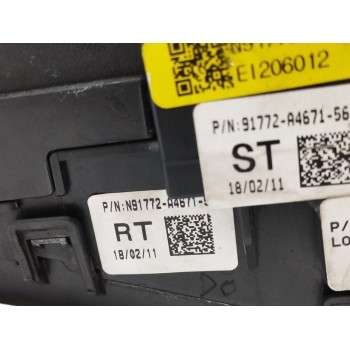 EI206012
P/N:91772-A4671-56
ST
18/02/11
P/N:N91772-A4671-
RT
18/02/11
P/
LO